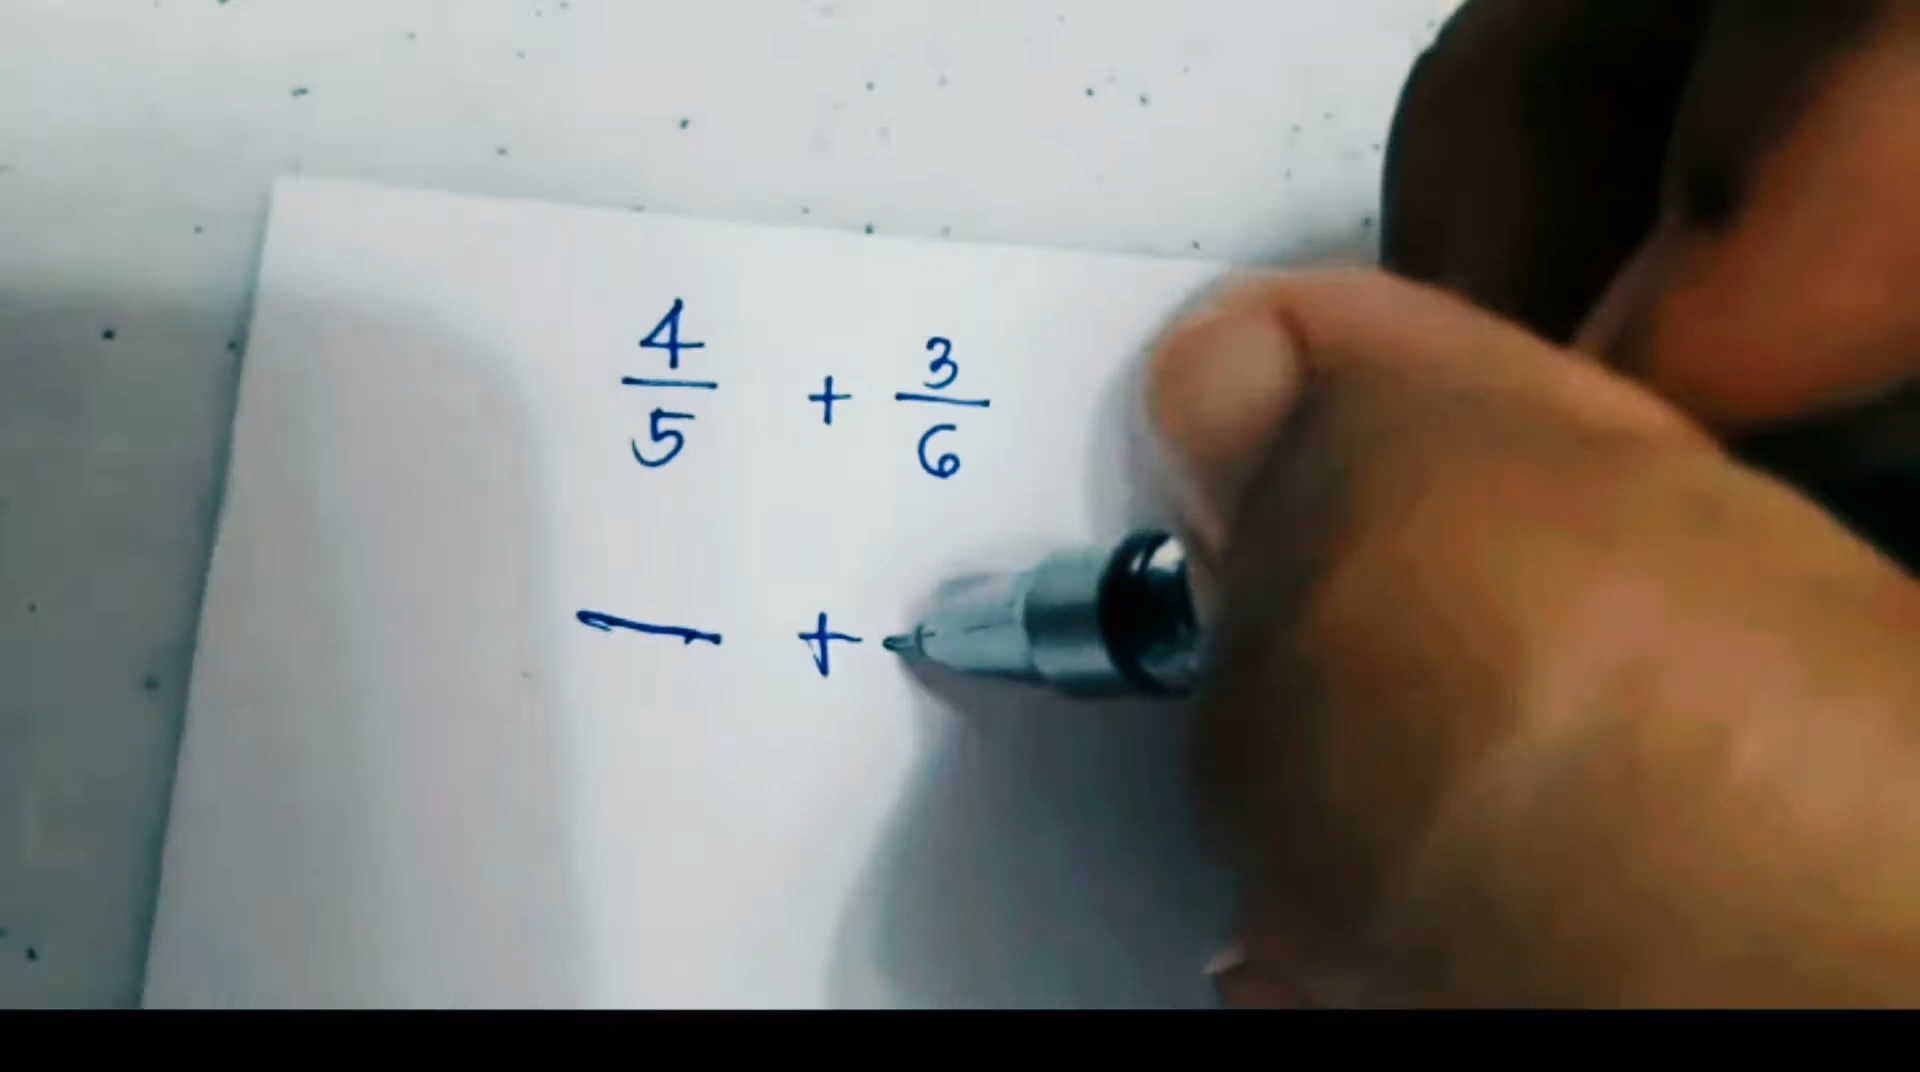 4/5 + 3/6
— +